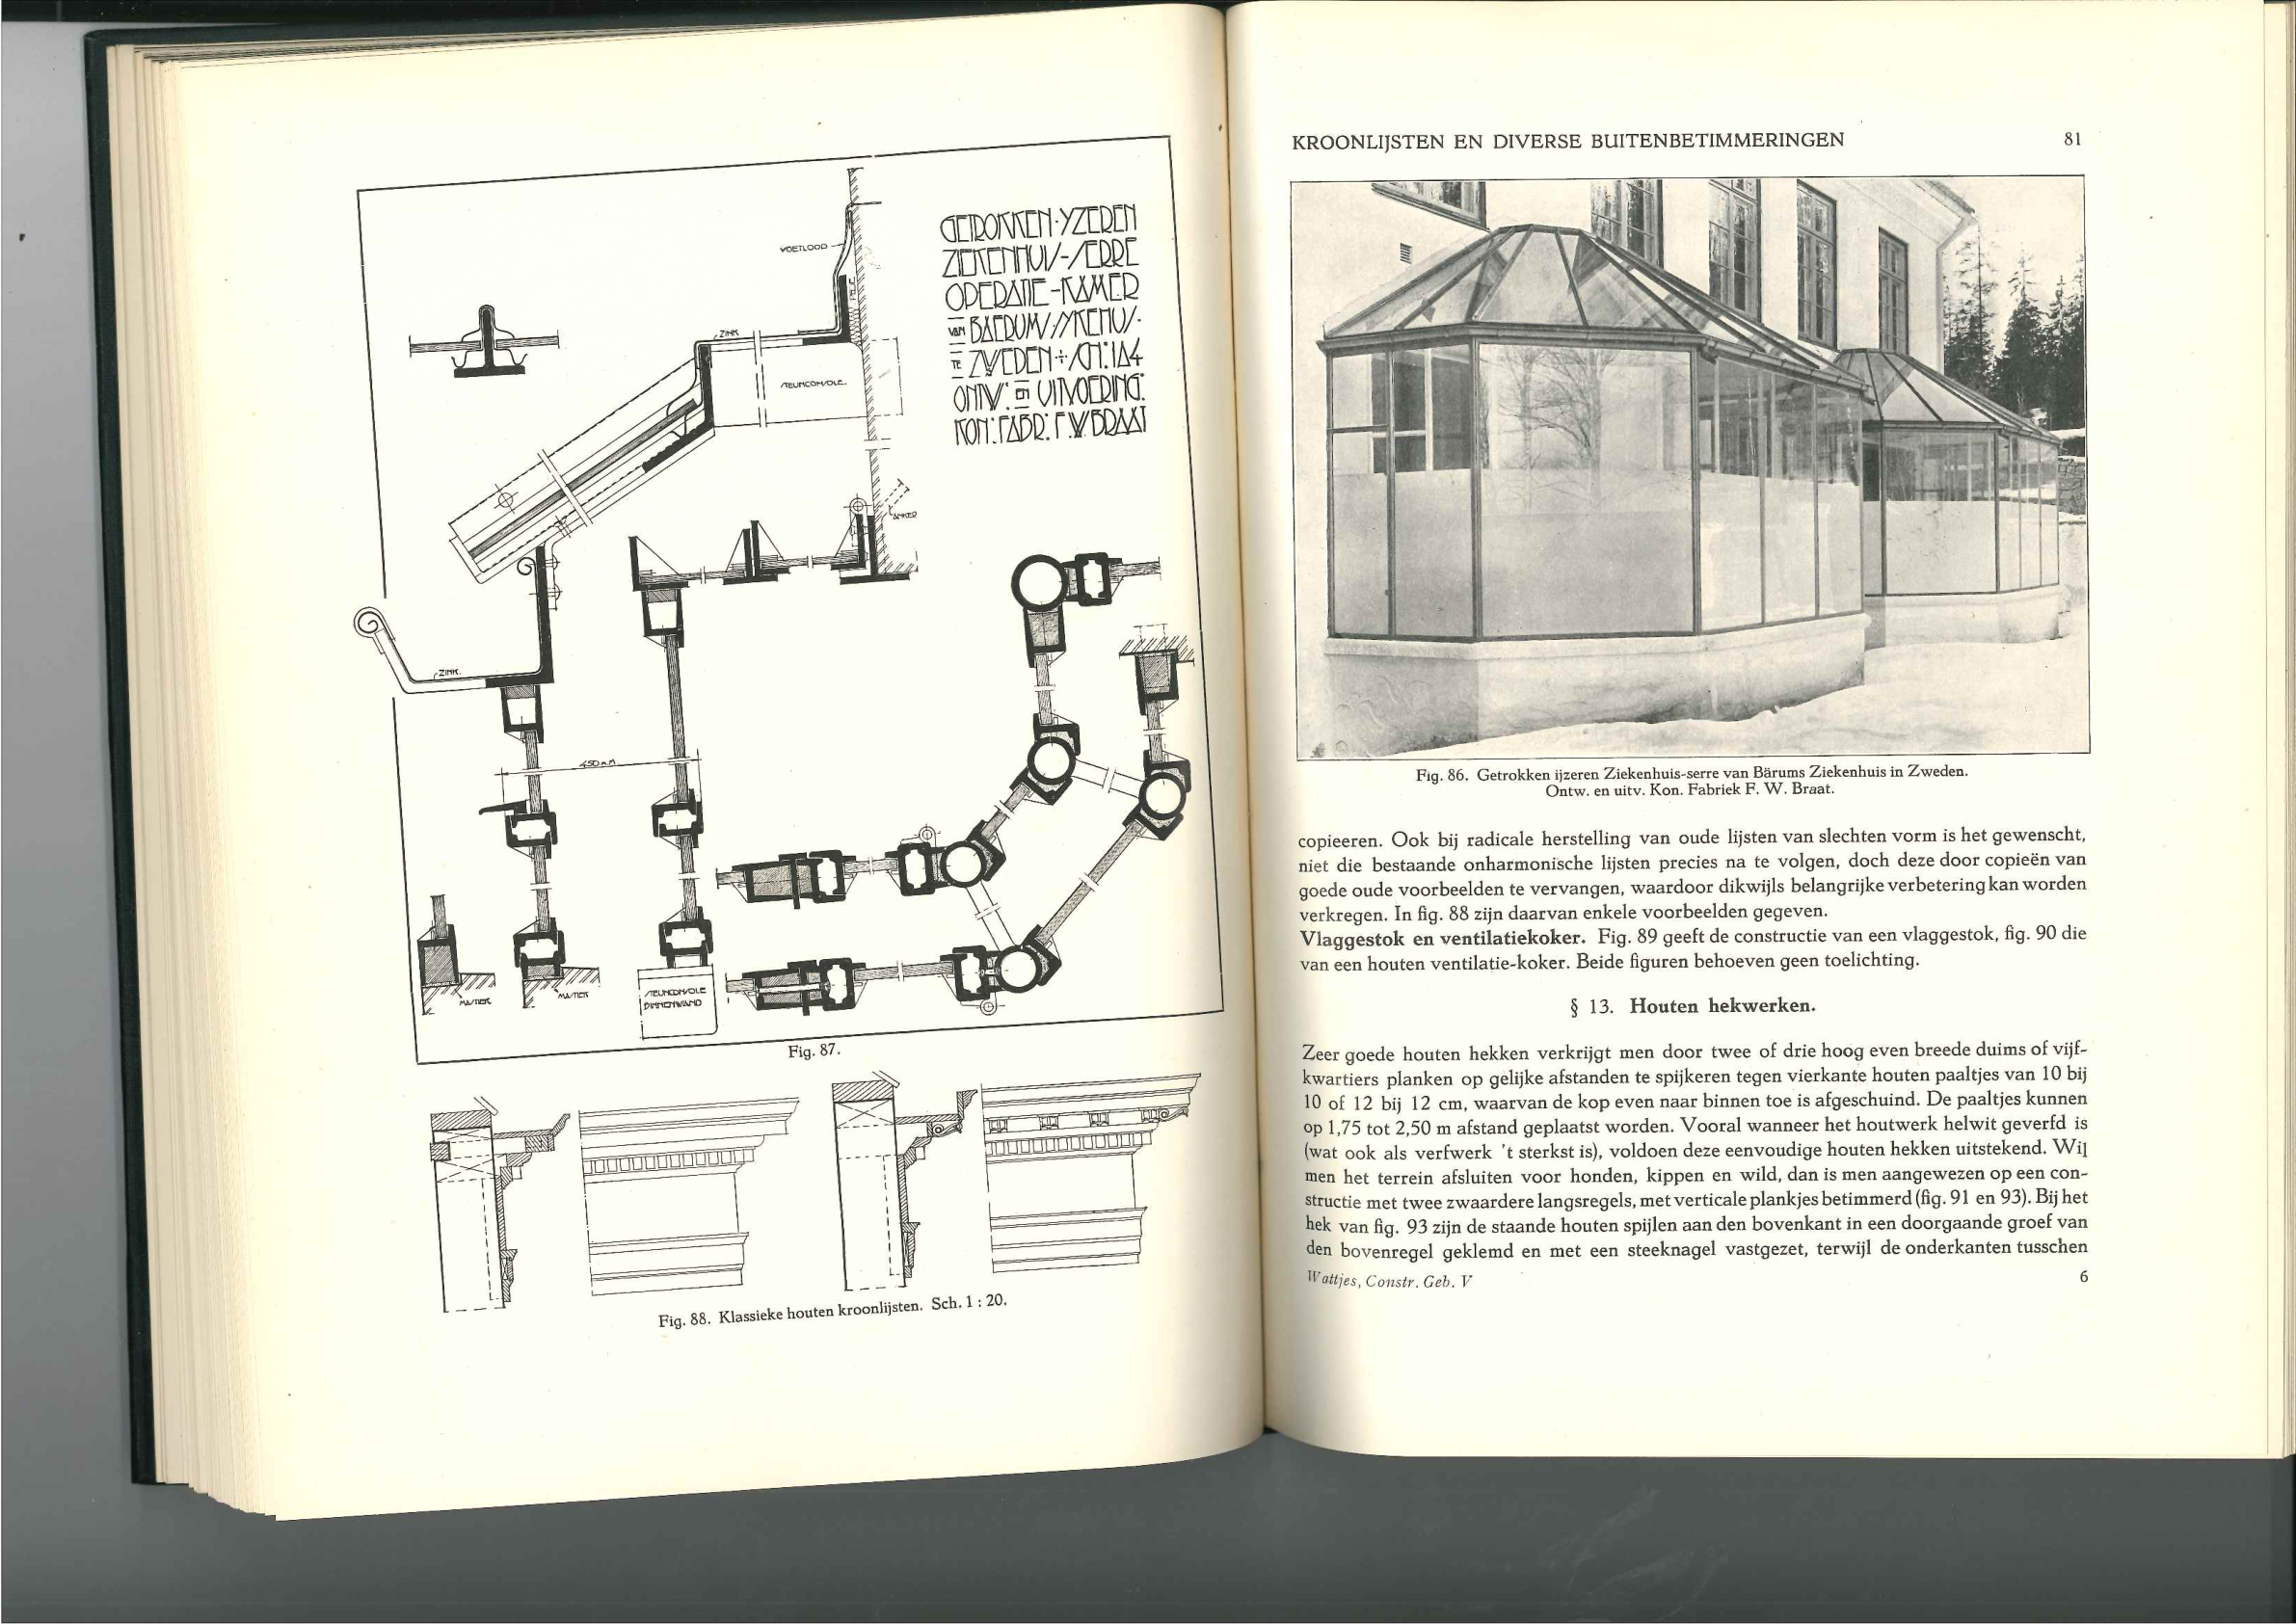 VOETLOOD
ZINK
STEUNCONSOLE.
GETROKKEN·YZEREN
ZIEKENHUIS-SERRE
OPERATIE-KAMER
VAN BAERUMS·SYKEHUS·
TE ZWEDEN÷SCH:1A4
ONTW: EN UITVOERING:
KON:FABR:F.W.BRAAT
ANKER
ZINK.
450 m.M
MASTIEK
MASTIEK
STEUNCONSOLE
BINNENWAND
Fig. 87.
Fig. 88. Klassieke houten kroonlijsten. Sch. 1 : 20.
KROONLIJSTEN EN DIVERSE BUITENBETIMMERINGEN 81
Fig. 86. Getrokken ijzeren Ziekenhuis-serre van Bärums Ziekenhuis in Zweden.
Ontw. en uitv. Kon. Fabriek F. W. Braat.
copieeren. Ook bij radicale herstelling van oude lijsten van slechten vorm is het gewenscht,
niet die bestaande onharmonische lijsten precies na te volgen, doch deze door copieën van
goede oude voorbeelden te vervangen, waardoor dikwijls belangrijke verbetering kan worden
verkregen. In fig. 88 zijn daarvan enkele voorbeelden gegeven.
Vlaggestok en ventilatiekoker. Fig. 89 geeft de constructie van een vlaggestok, fig. 90 die
van een houten ventilatie-koker. Beide figuren behoeven geen toelichting.
§ 13. Houten hekwerken.
Zeer goede houten hekken verkrijgt men door twee of drie hoog even breede duims of vijf-
kwartiers planken op gelijke afstanden te spijkeren tegen vierkante houten paaltjes van 10 bij
10 of 12 bij 12 cm, waarvan de kop even naar binnen toe is afgeschuind. De paaltjes kunnen
op 1,75 tot 2,50 m afstand geplaatst worden. Vooral wanneer het houtwerk helwit geverfd is
(wat ook als verfwerk 't sterkst is), voldoen deze eenvoudige houten hekken uitstekend. Wil
men het terrein afsluiten voor honden, kippen en wild, dan is men aangewezen op een con-
structie met twee zwaardere langsregels, met verticale plankjes betimmerd (fig. 91 en 93). Bij het
hek van fig. 93 zijn de staande houten spijlen aan den bovenkant in een doorgaande groef van
den bovenregel geklemd en met een steeknagel vastgezet, terwijl de onderkanten tusschen
Wattjes, Constr. Geb. V 6